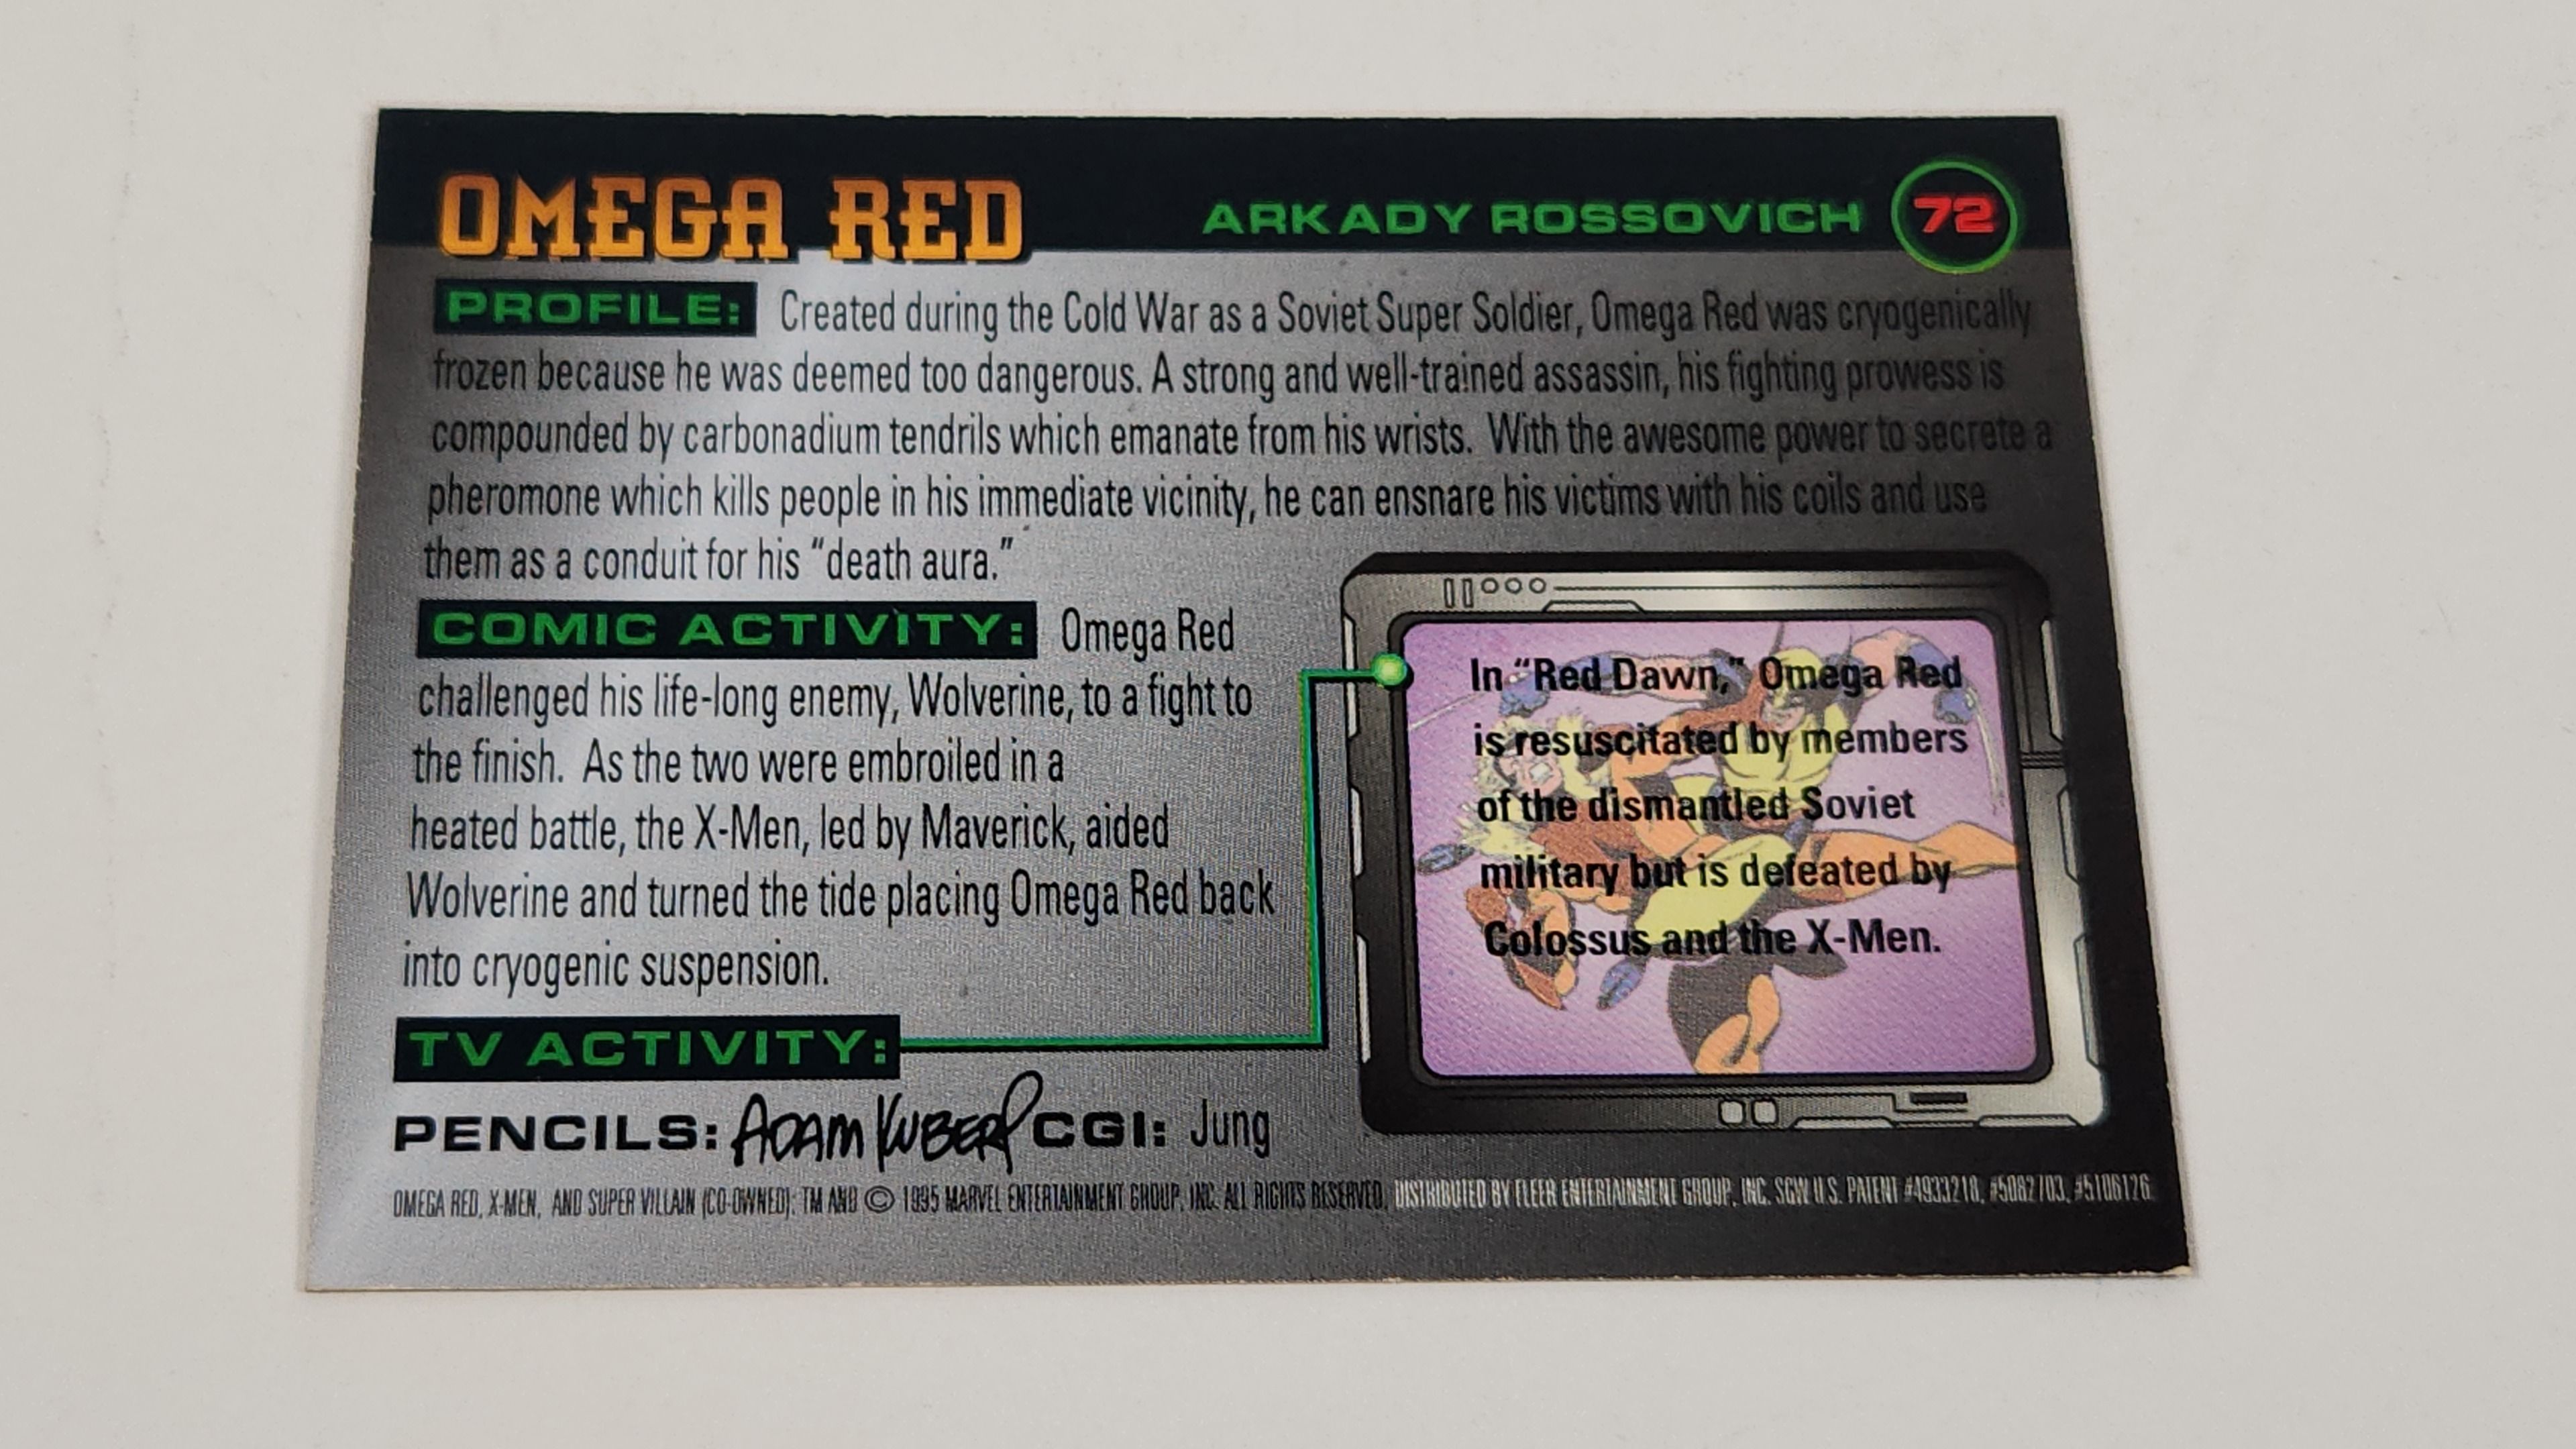 OMEGA RED
ARKADY ROSSOVICH 72
PROFILE: Created during the Cold War as a Soviet Super Soldier, Omega Red was cryogenically
frozen because he was deemed too dangerous. A strong and well-trained assassin, his fighting prowess is
compounded by carbonadium tendrils which emanate from his wrists. With the awesome power to secrete a
pheromone which kills people in his immediate vicinity, he can ensnare his victims with his coils and use
them as a conduit for his "death aura."
COMIC ACTIVITY: Omega Red
challenged his life-long enemy, Wolverine, to a fight to
the finish. As the two were embroiled in a
heated battle, the X-Men, led by Maverick, aided
Wolverine and turned the tide placing Omega Red back
into cryogenic suspension.
TV ACTIVITY:
In "Red Dawn," Omega Red
is resuscitated by members
of the dismantled Soviet
military but is defeated by
Colossus and the X-Men.
PENCILS: ADAM KUBERT CGI: Jung
OMEGA RED, X-MEN, AND SUPER VILLAIN (CO-OWNED): TM AND © 1995 MARVEL ENTERTAINMENT GROUP, INC. ALL RIGHTS RESERVED. DISTRIBUTED BY FLEER ENTERTAINMENT GROUP, INC. SGW U.S. PATENT #4933218, #5082703, #5106126.